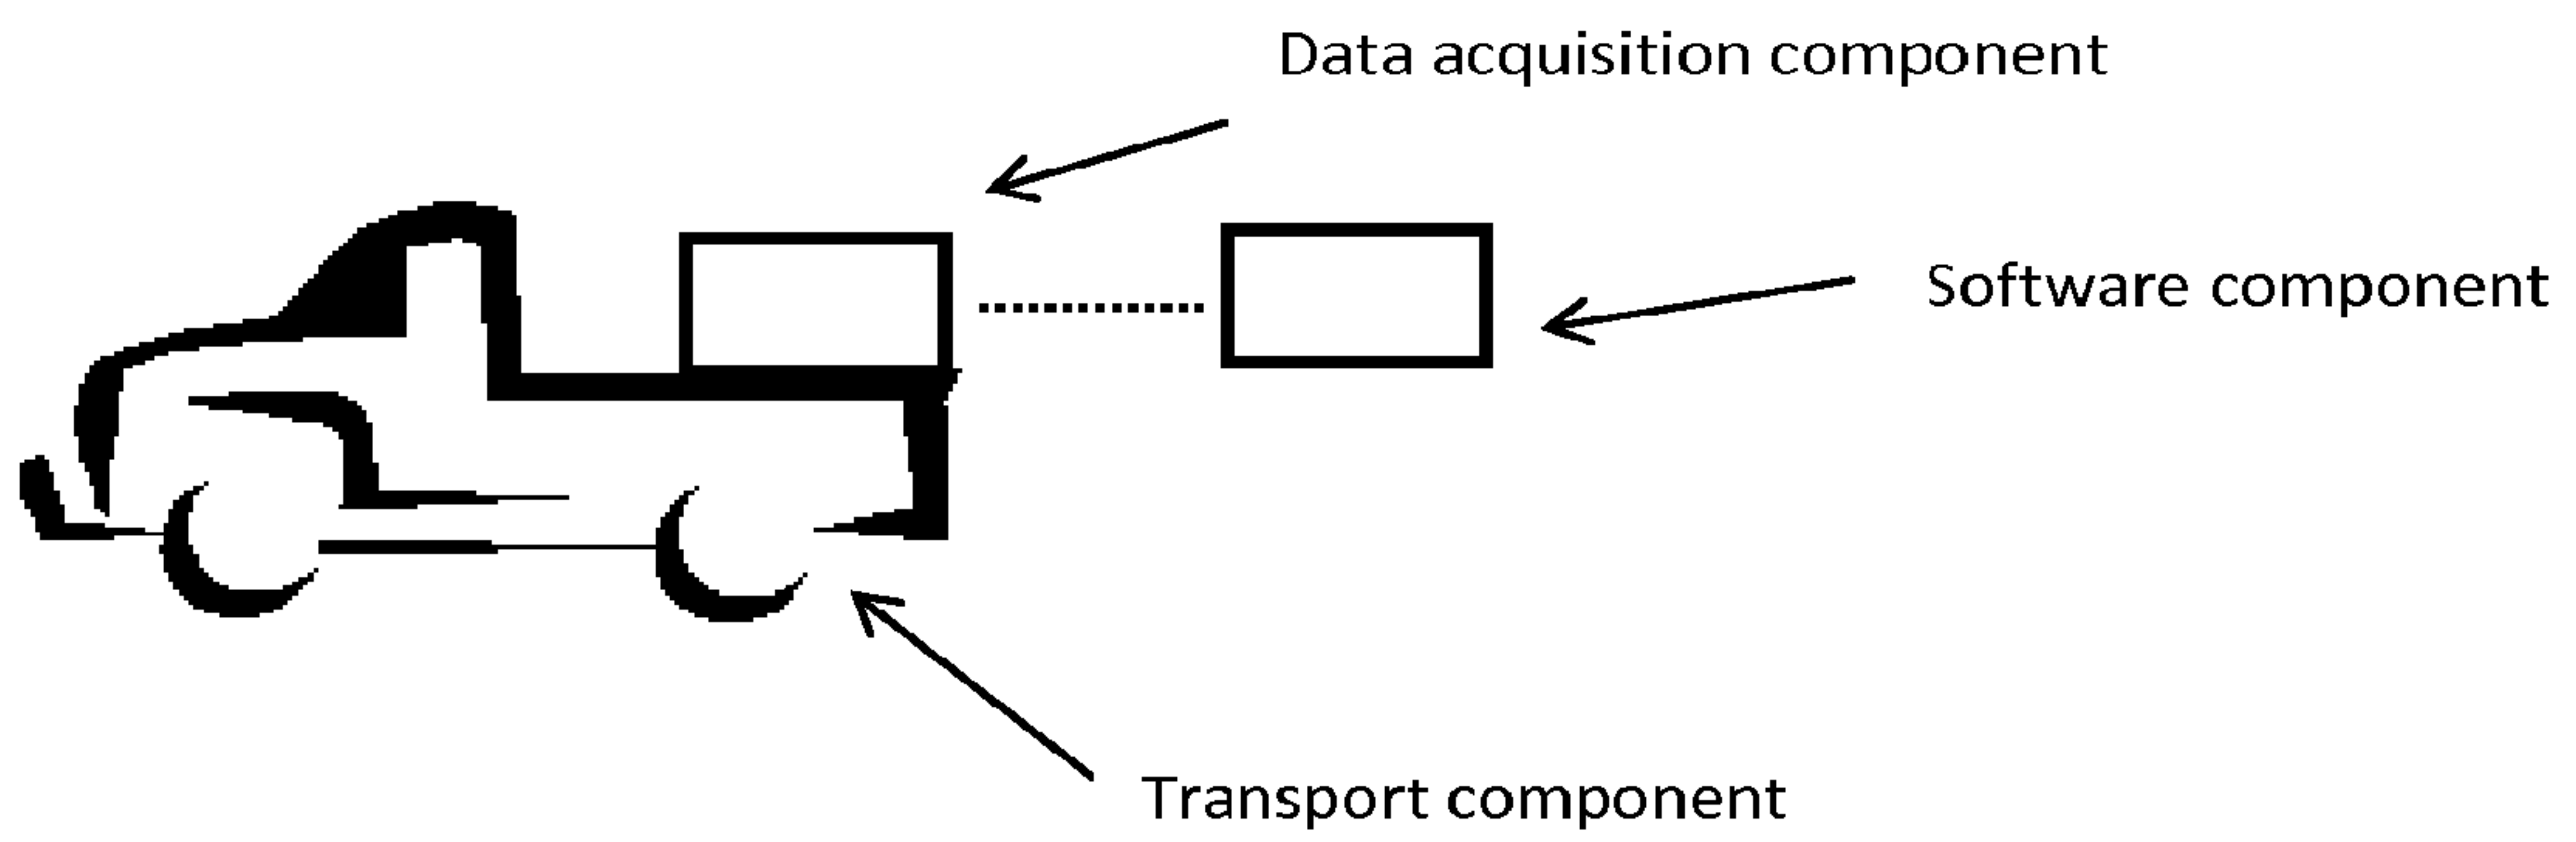 Data acquisition component
Software component
Transport component